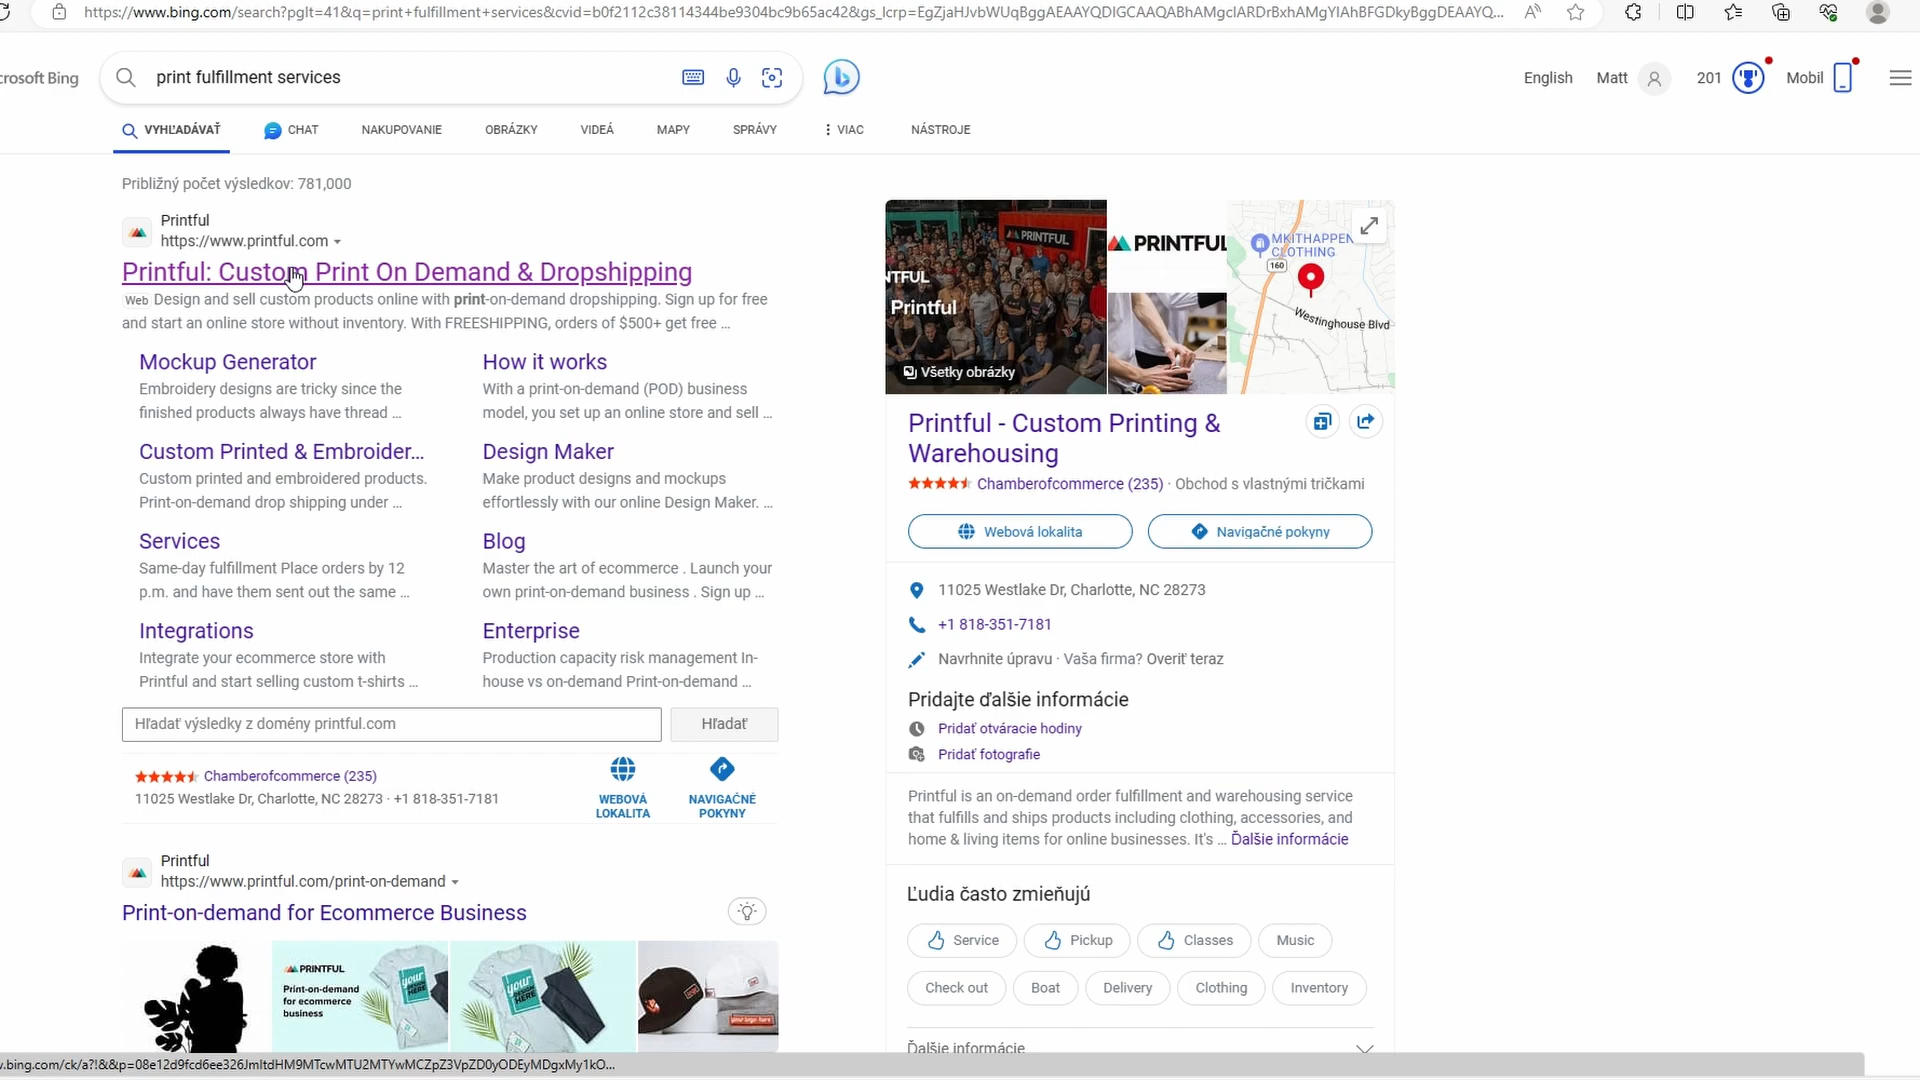 https://www.bing.com/search?pglt=41&q=print+fulfillment+services&cvid=b0f2112c38114344be9304bc9b65ac42&gs_lcrp=EgZjaHJvbWUqBggAEAAYQDIGCAAQABhAMgcIARDrBxhAMgYIAhBFGDkyBggDEAAYQ...
crosoft Bing
print fulfillment services
English
Matt
201
Mobil
VYHĽADÁVAŤ
CHAT
NAKUPOVANIE
OBRÁZKY
VIDEÁ
MAPY
SPRÁVY
VIAC
NÁSTROJE
Približný počet výsledkov: 781,000
Printful
https://www.printful.com
Printful: Custom Print On Demand & Dropshipping
Web Design and sell custom products online with print-on-demand dropshipping. Sign up for free
and start an online store without inventory. With FREESHIPPING, orders of $500+ get free ...
Mockup Generator
Embroidery designs are tricky since the
finished products always have thread ...
How it works
With a print-on-demand (POD) business
model, you set up an online store and sell ...
Custom Printed & Embroider...
Custom printed and embroidered products.
Print-on-demand drop shipping under ...
Design Maker
Make product designs and mockups
effortlessly with our online Design Maker. ...
Services
Same-day fulfillment Place orders by 12
p.m. and have them sent out the same ...
Blog
Master the art of ecommerce . Launch your
own print-on-demand business . Sign up ...
Integrations
Integrate your ecommerce store with
Printful and start selling custom t-shirts ...
Enterprise
Production capacity risk management In-
house vs on-demand Print-on-demand ...
Hľadať výsledky z domény printful.com
Hľadať
Chamberofcommerce (235)
11025 Westlake Dr, Charlotte, NC 28273 · +1 818-351-7181
WEBOVÁ
LOKALITA
NAVIGAČNÉ
POKYNY
Printful
https://www.printful.com/print-on-demand
Print-on-demand for Ecommerce Business
PRINTFUL
Print-on-demand
for ecommerce
business
your
DESIGN
HERE
your
DESIGN
HERE
your logo here
PRINTFUL
NTFUL
Printful
Všetky obrázky
PRINTFUL
MKITHAPPEN
CLOTHING
160
Westinghouse Blvd
Printful - Custom Printing &
Warehousing
Chamberofcommerce (235) · Obchod s vlastnými tričkami
Webová lokalita
Navigačné pokyny
11025 Westlake Dr, Charlotte, NC 28273
+1 818-351-7181
Navrhnite úpravu · Vaša firma? Overiť teraz
Pridajte ďalšie informácie
Pridať otváracie hodiny
Pridať fotografie
Printful is an on-demand order fulfillment and warehousing service
that fulfills and ships products including clothing, accessories, and
home & living items for online businesses. It's ... Ďalšie informácie
Ľudia často zmieňujú
Service
Pickup
Classes
Music
Check out
Boat
Delivery
Clothing
Inventory
Ďalšie informácie